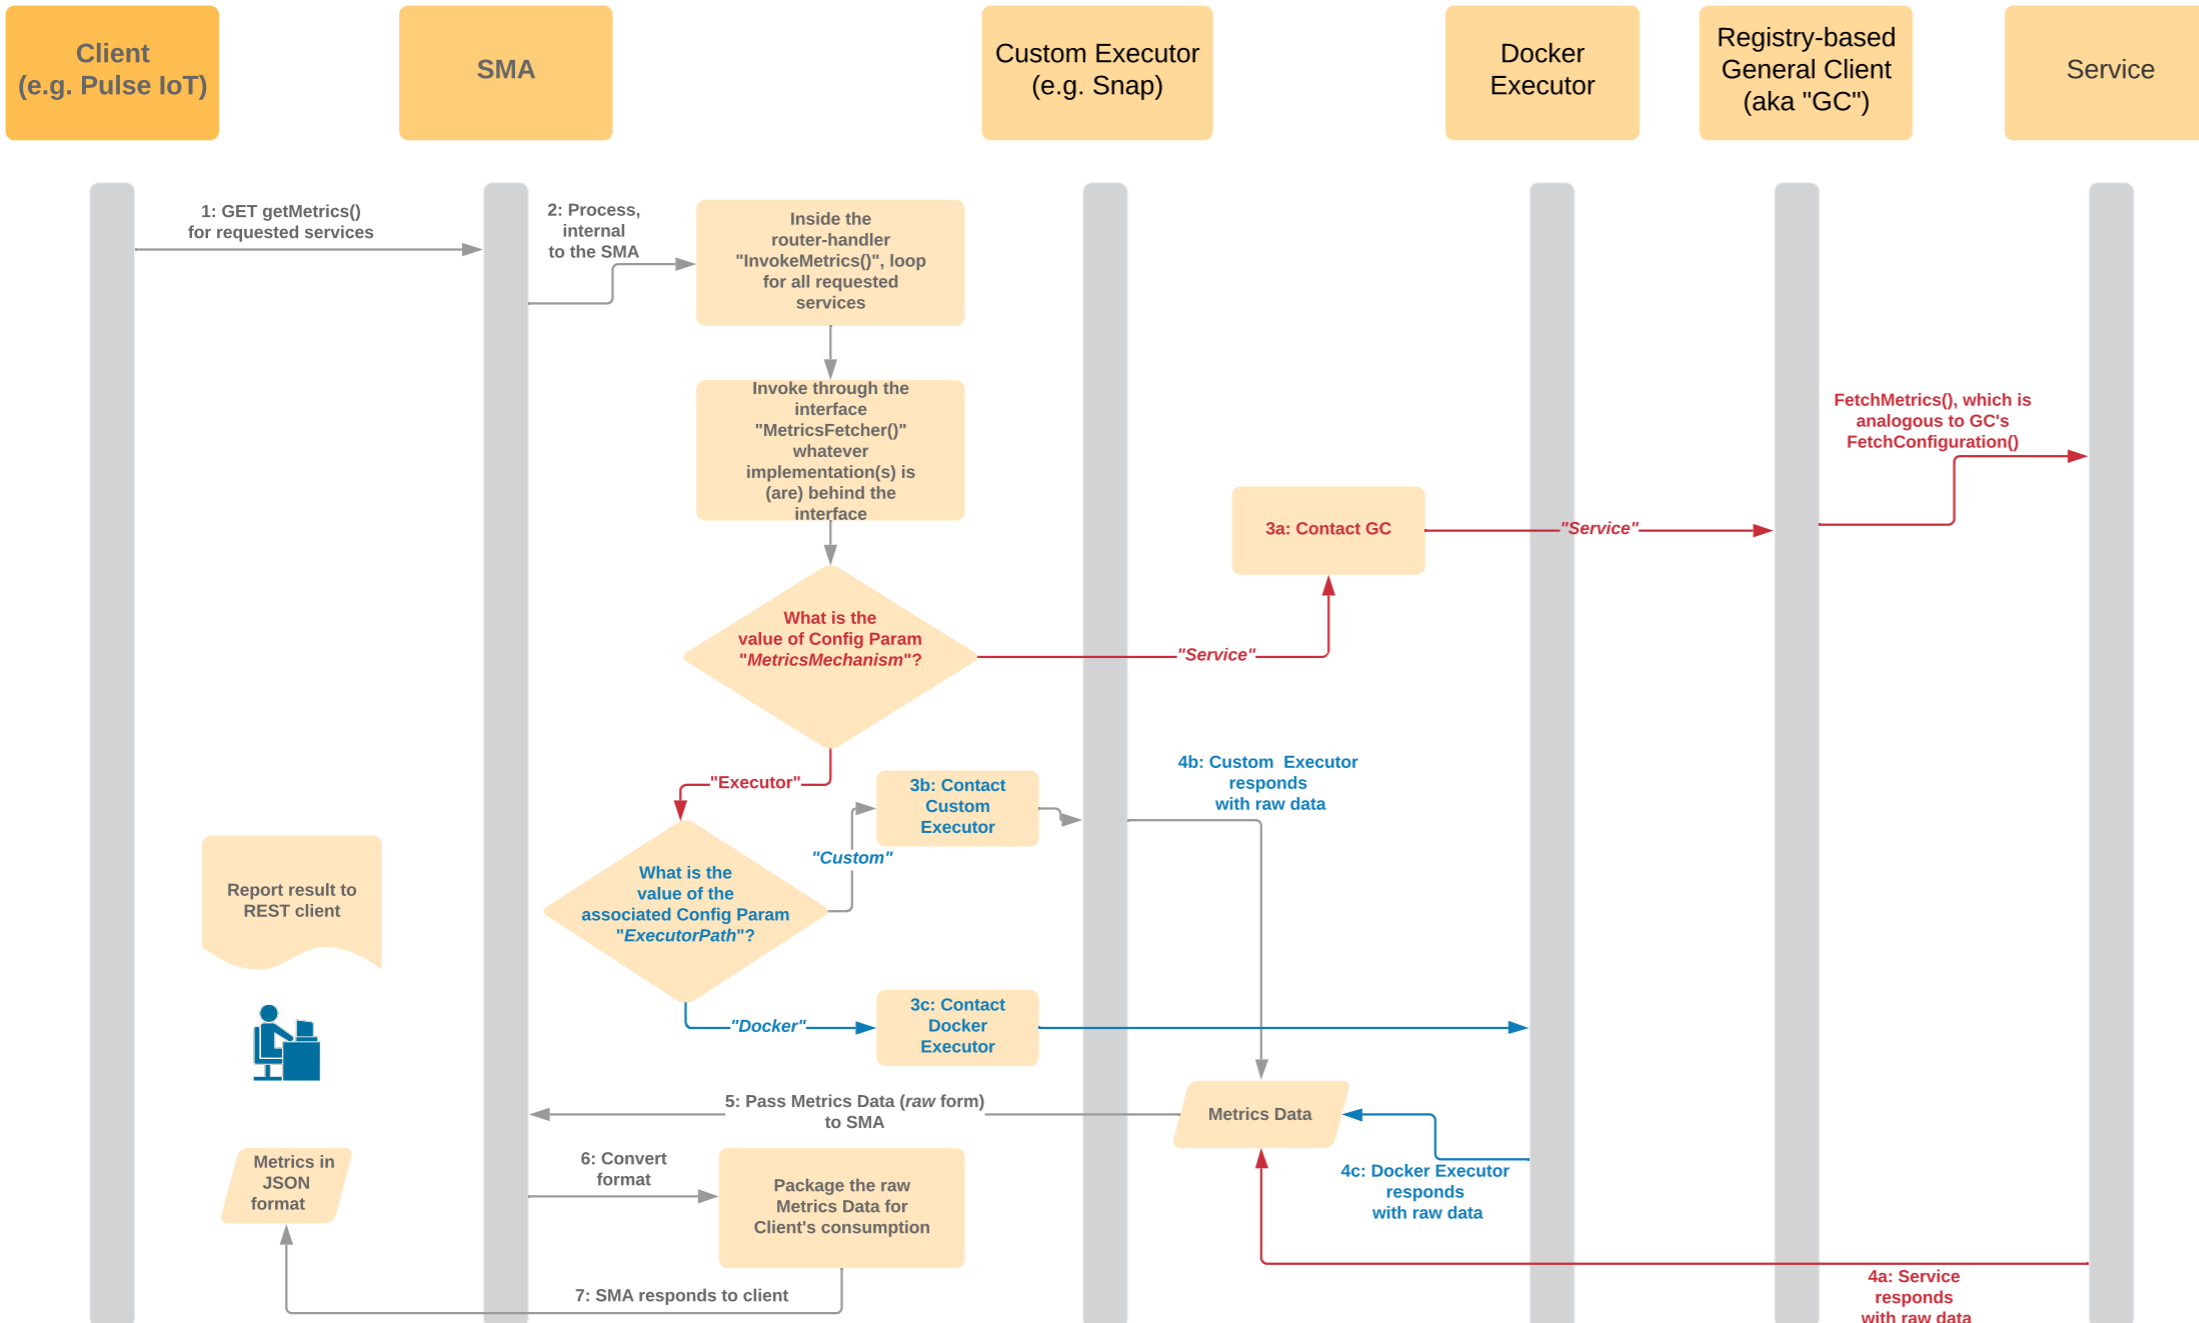 Client
(e.g. Pulse IoT)
SMA
Custom Executor
(e.g. Snap)
Docker
Executor
Registry-based
General Client
(aka "GC")
Service
1: GET getMetrics()
for requested services
2: Process,
internal
to the SMA
Inside the
router-handler
"InvokeMetrics()", loop
for all requested
services
Invoke through the
interface
"MetricsFetcher()"
whatever
implementation(s) is
(are) behind the
interface
FetchMetrics(), which is
analogous to GC's
FetchConfiguration()
3a: Contact GC
"Service"
What is the
value of Config Param
"MetricsMechanism"?
"Service"
"Executor"
3b: Contact
Custom
Executor
4b: Custom  Executor
responds
with raw data
"Custom"
What is the
value of the
associated Config Param
"ExecutorPath"?
Report result to
REST client
"Docker"
3c: Contact
Docker
Executor
5: Pass Metrics Data (raw form)
to SMA
Metrics Data
4c: Docker Executor
responds
with raw data
Metrics in
JSON
format
6: Convert
format
Package the raw
Metrics Data for
Client's consumption
7: SMA responds to client
4a: Service
responds
with raw data